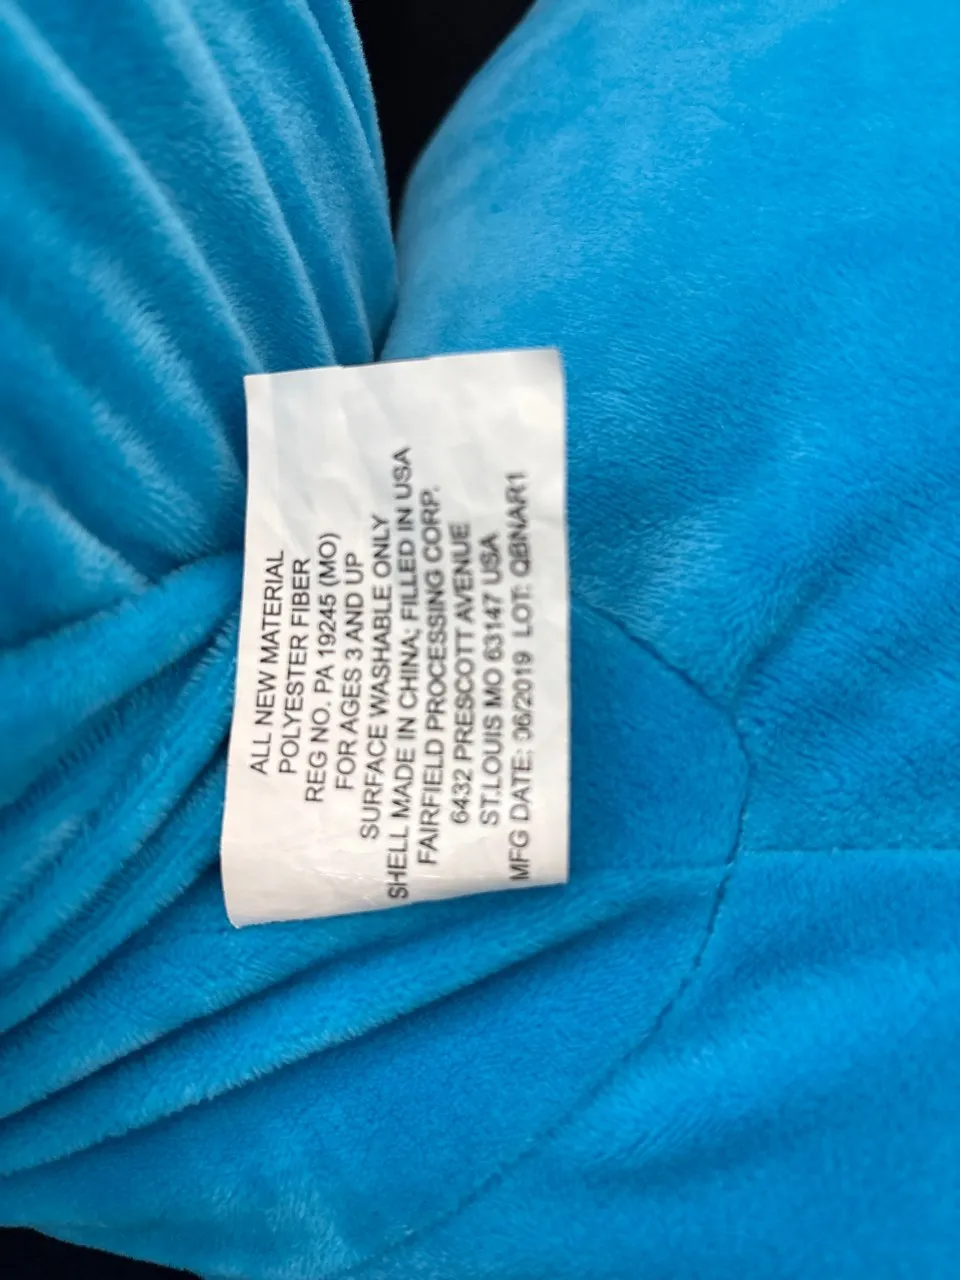 ALL NEW MATERIAL
POLYESTER FIBER
REG NO. PA 19245 (MO)
FOR AGES 3 AND UP
SURFACE WASHABLE ONLY
SHELL MADE IN CHINA; FILLED IN USA
FAIRFIELD PROCESSING CORP.
6432 PRESCOTT AVENUE
ST.LOUIS MO 63147 USA
MFG DATE: 06/2019 LOT: QBNAR1